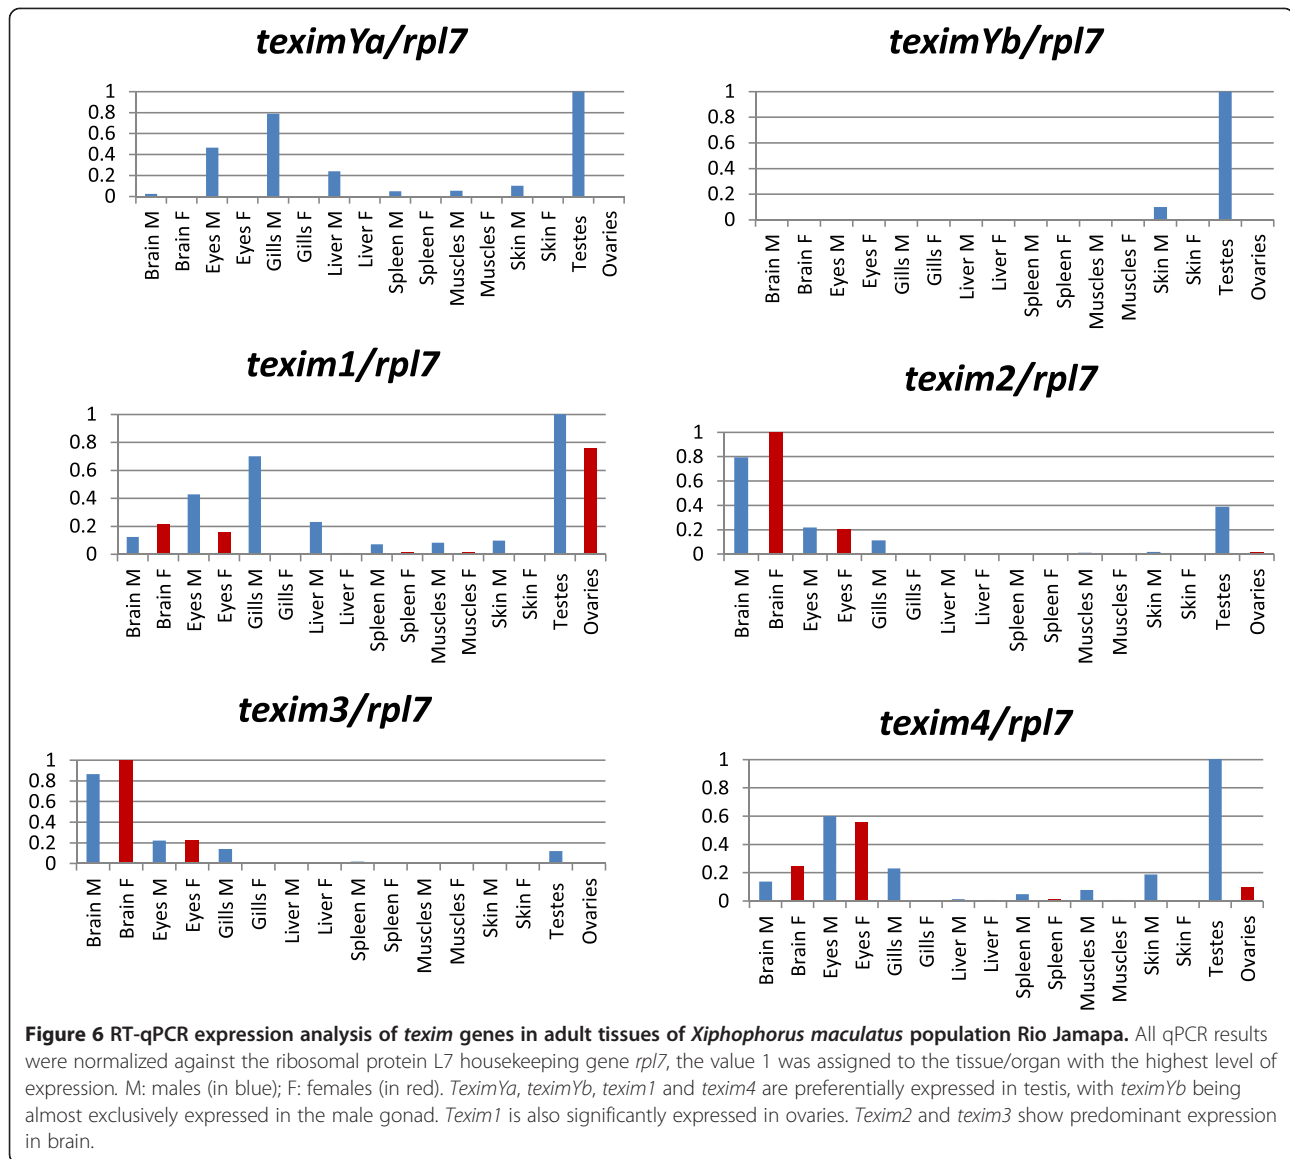 teximYa/rpl7
1
0.8
0.6
0.4
0.2
0
Brain M
Brain F
Eyes M
Eyes F
Gills M
Gills F
Liver M
Liver F
Spleen M
Spleen F
Muscles M
Muscles F
Skin M
Skin F
Testes
Ovaries
teximYb/rpl7
1
0.8
0.6
0.4
0.2
0
Brain M
Brain F
Eyes M
Eyes F
Gills M
Gills F
Liver M
Liver F
Spleen M
Spleen F
Muscles M
Muscles F
Skin M
Skin F
Testes
Ovaries
texim1/rpl7
1
0.8
0.6
0.4
0.2
0
Brain M
Brain F
Eyes M
Eyes F
Gills M
Gills F
Liver M
Liver F
Spleen M
Spleen F
Muscles M
Muscles F
Skin M
Skin F
Testes
Ovaries
texim2/rpl7
1
0.8
0.6
0.4
0.2
0
Brain M
Brain F
Eyes M
Eyes F
Gills M
Gills F
Liver M
Liver F
Spleen M
Spleen F
Muscles M
Muscles F
Skin M
Skin F
Testes
Ovaries
texim3/rpl7
1
0.8
0.6
0.4
0.2
0
Brain M
Brain F
Eyes M
Eyes F
Gills M
Gills F
Liver M
Liver F
Spleen M
Spleen F
Muscles M
Muscles F
Skin M
Skin F
Testes
Ovaries
texim4/rpl7
1
0.8
0.6
0.4
0.2
0
Brain M
Brain F
Eyes M
Eyes F
Gills M
Gills F
Liver M
Liver F
Spleen M
Spleen F
Muscles M
Muscles F
Skin M
Skin F
Testes
Ovaries
Figure 6 RT-qPCR expression analysis of texim genes in adult tissues of Xiphophorus maculatus population Rio Jamapa. All qPCR results
were normalized against the ribosomal protein L7 housekeeping gene rpl7, the value 1 was assigned to the tissue/organ with the highest level of
expression. M: males (in blue); F: females (in red). TeximYa, teximYb, texim1 and texim4 are preferentially expressed in testis, with teximYb being
almost exclusively expressed in the male gonad. Texim1 is also significantly expressed in ovaries. Texim2 and texim3 show predominant expression
in brain.